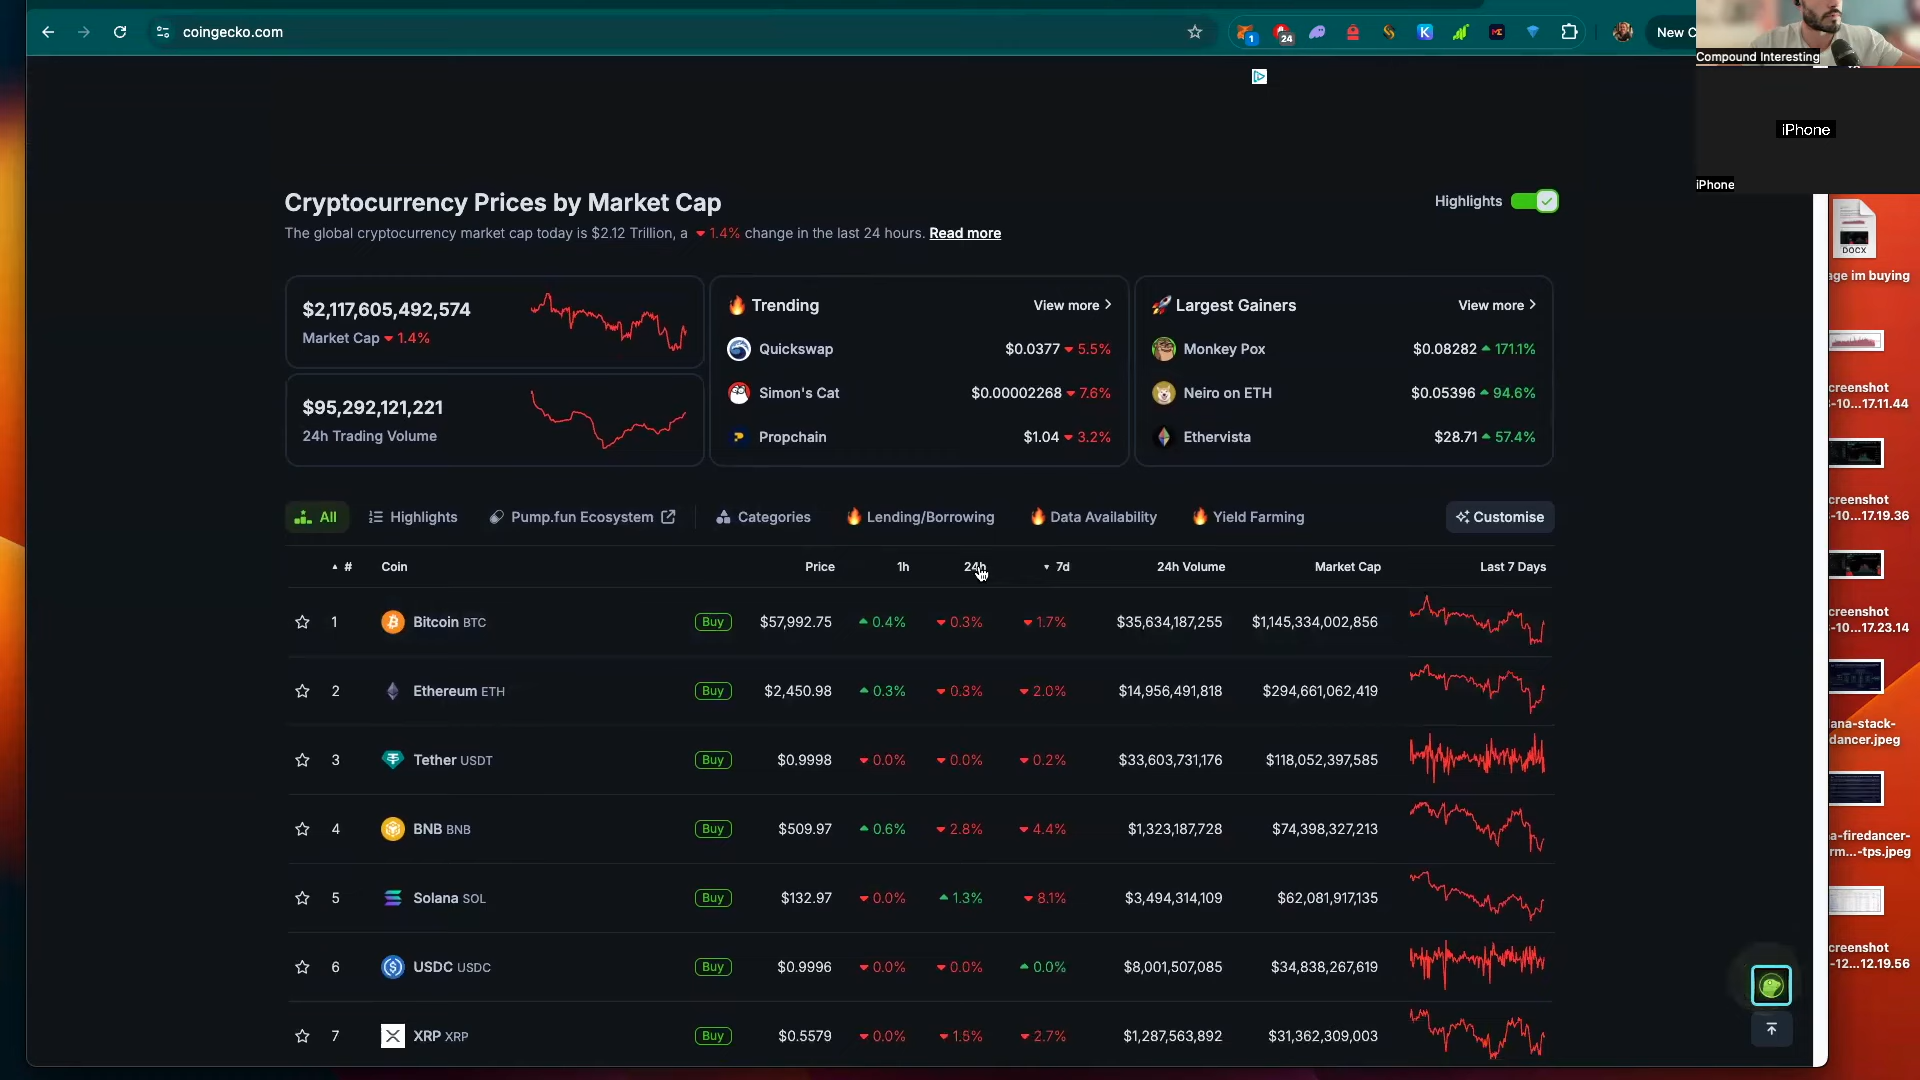 coingecko.com
1
24
K
New C
Compound Interesting
iPhone
iPhone
Cryptocurrency Prices by Market Cap
Highlights
The global cryptocurrency market cap today is $2.12 Trillion, a 1.4% change in the last 24 hours. Read more
$2,117,605,492,574
Market Cap 1.4%
$95,292,121,221
24h Trading Volume
Trending
View more
Quickswap $0.0377 5.5%
Simon's Cat $0.00002268 7.6%
Propchain $1.04 3.2%
Largest Gainers
View more
Monkey Pox $0.08282 171.1%
Neiro on ETH $0.05396 94.6%
Ethervista $28.71 57.4%
All Highlights Pump.fun Ecosystem Categories Lending/Borrowing Data Availability Yield Farming Customise
# Coin Price 1h 24h 7d 24h Volume Market Cap Last 7 Days
1 Bitcoin BTC Buy $57,992.75 0.4% 0.3% 1.7% $35,634,187,255 $1,145,334,002,856
2 Ethereum ETH Buy $2,450.98 0.3% 0.3% 2.0% $14,956,491,818 $294,661,062,419
3 Tether USDT Buy $0.9998 0.0% 0.0% 0.2% $33,603,731,176 $118,052,397,585
4 BNB BNB Buy $509.97 0.6% 2.8% 4.4% $1,323,187,728 $74,398,327,213
5 Solana SOL Buy $132.97 0.0% 1.3% 8.1% $3,494,314,109 $62,081,917,135
6 USDC USDC Buy $0.9996 0.0% 0.0% 0.0% $8,001,507,085 $34,838,267,619
7 XRP XRP Buy $0.5579 0.0% 1.5% 2.7% $1,287,563,892 $31,362,309,003
DOCX
age im buying
creenshot
-10...17.11.44
creenshot
-10...17.19.36
creenshot
-10...17.23.14
ana-stack-
dancer.jpeg
a-firedancer-
rm...-tps.jpeg
creenshot
-12...12.19.56